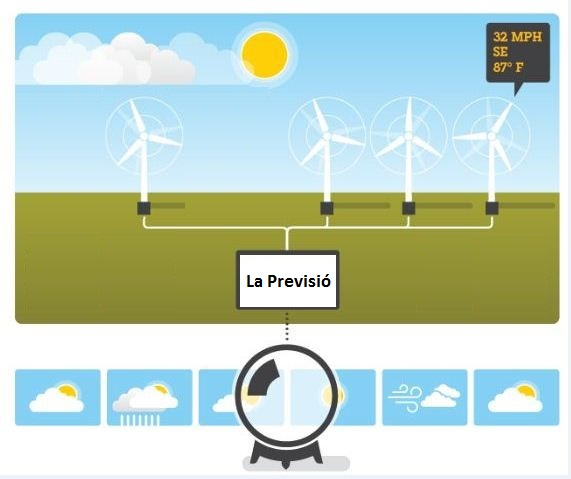 32 MPH
SE
87° F
La Previsió